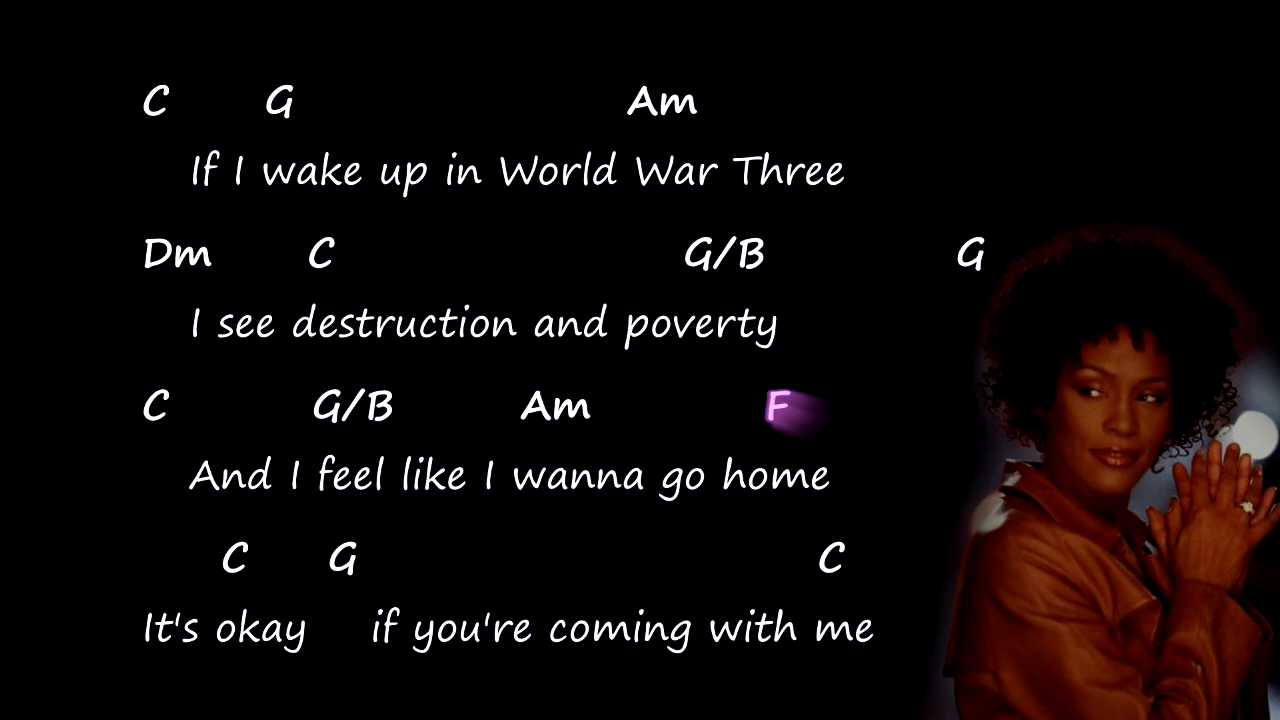 C G Am
If I wake up in World War Three
Dm C G/B G
I see destruction and poverty
C G/B Am F
And I feel like I wanna go home
C G C
It's okay if you're coming with me